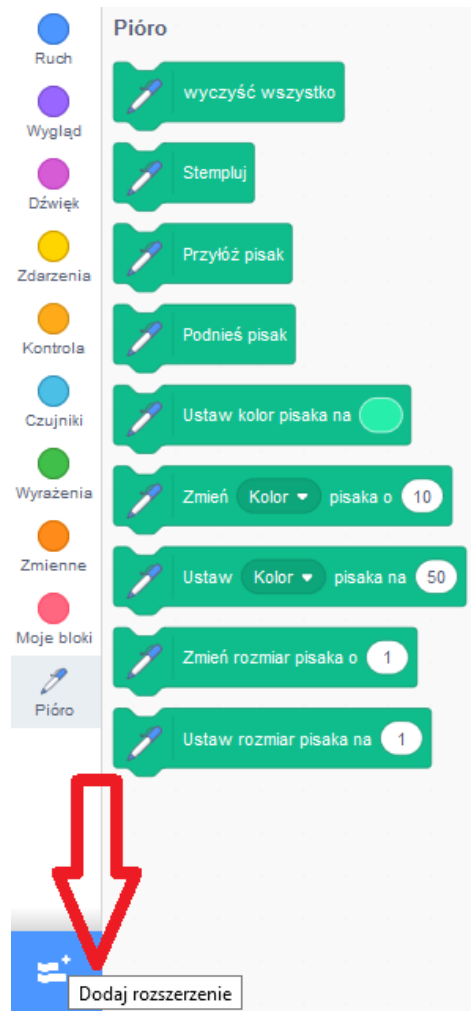 Ruch
Wygląd
Dźwięk
Zdarzenia
Kontrola
Czujniki
Wyrażenia
Zmienne
Moje bloki
Pióro
Pióro
wyczyść wszystko
Stempluj
Przyłóż pisak
Podnieś pisak
Ustaw kolor pisaka na
Zmień Kolor pisaka o 10
Ustaw Kolor pisaka na 50
Zmień rozmiar pisaka o 1
Ustaw rozmiar pisaka na 1
Dodaj rozszerzenie